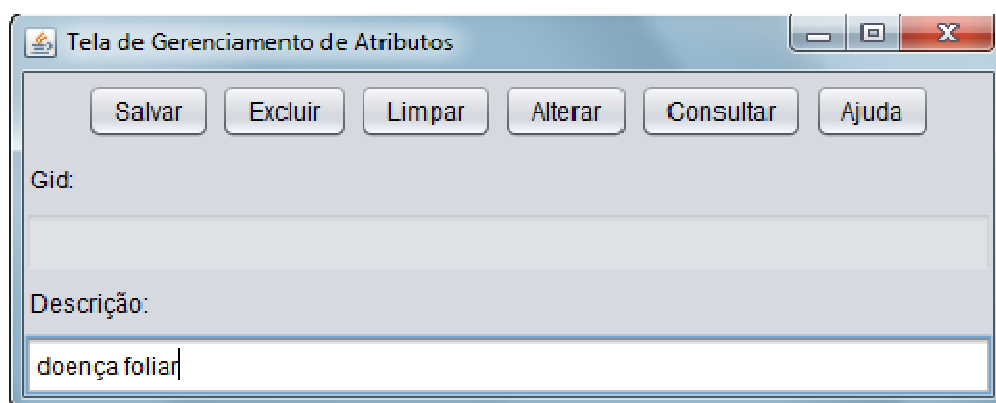 Tela de Gerenciamento de Atributos
Salvar Excluir Limpar Alterar Consultar Ajuda
Gid:
Descrição:
doença foliar